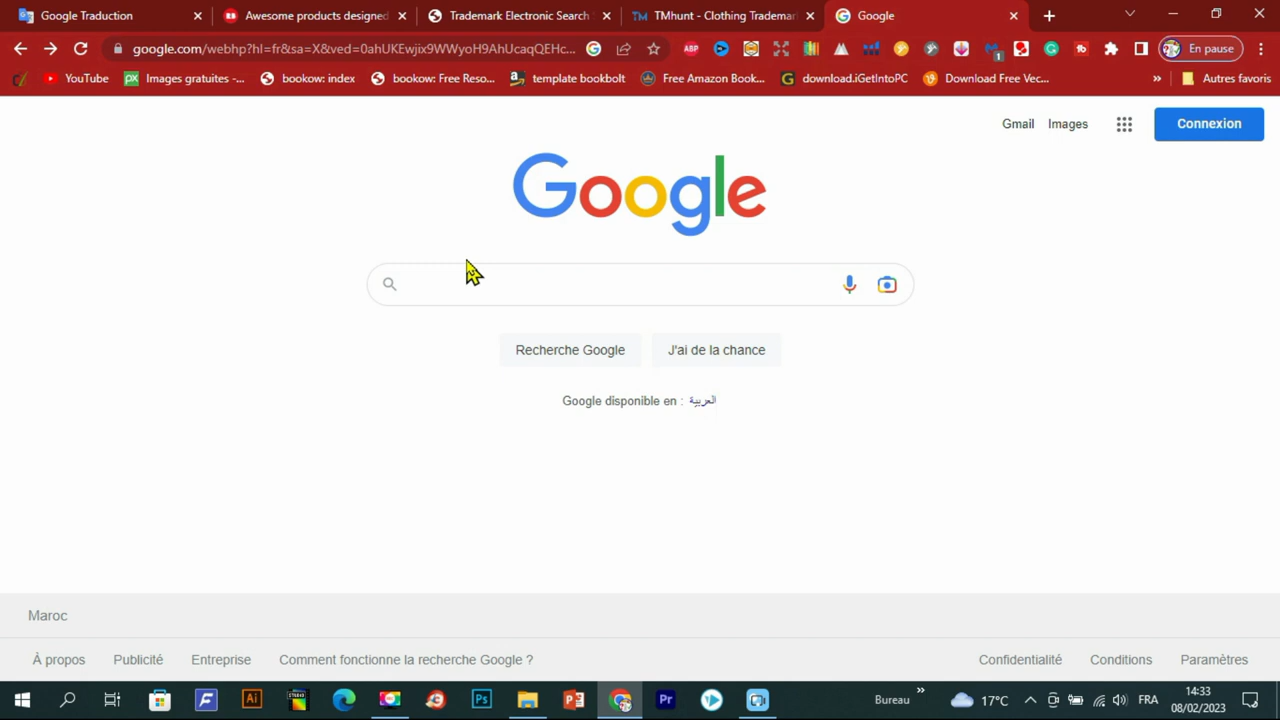 Google Traduction
Awesome products designed
Trademark Electronic Search
TMhunt - Clothing Trademar
Google
google.com/webhp?hl=fr&sa=X&ved=0ahUKEwjix9WWyoH9AhUcaqQEHc...
ABP
1
En pause
YouTube
Images gratuites -...
bookow: index
bookow: Free Reso...
template bookbolt
Free Amazon Book...
download.iGetIntoPC
Download Free Vec...
»
Autres favoris
Gmail
Images
Connexion
Google
Recherche Google
J'ai de la chance
Google disponible en : العربية
Maroc
À propos
Publicité
Entreprise
Comment fonctionne la recherche Google ?
Confidentialité
Conditions
Paramètres
Bureau
»
17°C
FRA
14:33
08/02/2023